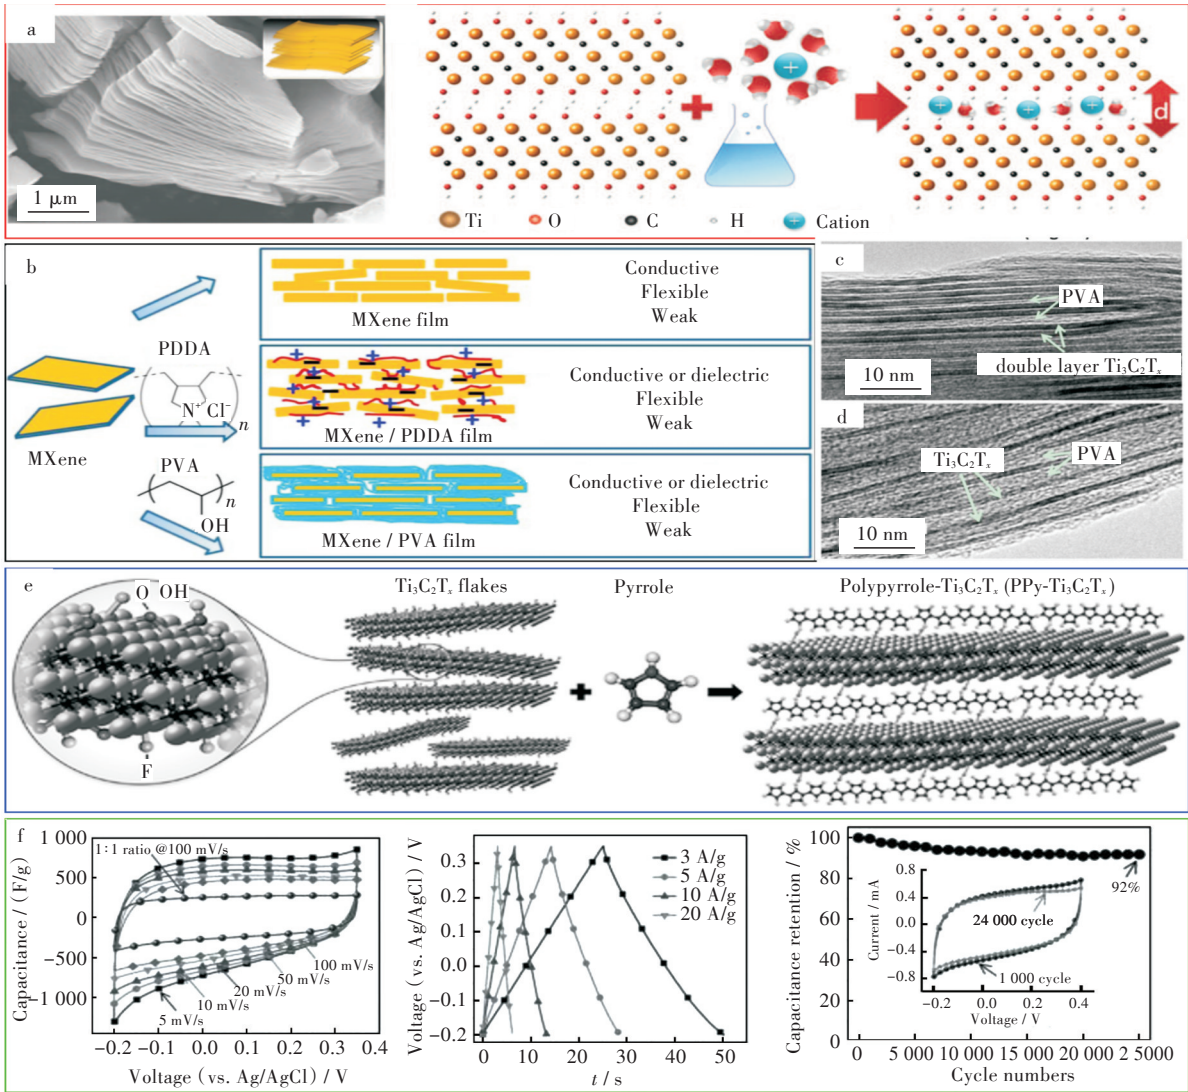 a
1 μm
+
d
Ti
O
C
H
Cation
b
MXene
PDDA
N⁺ Cl⁻
n
PVA
n
OH
MXene film
Conductive
Flexible
Weak
MXene / PDDA film
Conductive or dielectric
Flexible
Weak
MXene / PVA film
Conductive or dielectric
Flexible
Weak
c
PVA
double layer Ti₃C₂Tₓ
10 nm
d
Ti₃C₂Tₓ
PVA
10 nm
e
O OH
F
Ti₃C₂Tₓ flakes
+
Pyrrole
Polypyrrole-Ti₃C₂Tₓ (PPy-Ti₃C₂Tₓ)
f
Capacitance / (F/g)
1 000
500
0
−500
−1 000
1∶1 ratio @100 mV/s
100 mV/s
50 mV/s
20 mV/s
10 mV/s
5 mV/s
−0.2 −0.1 0.0 0.1 0.2 0.3 0.4
Voltage (vs. Ag/AgCl) / V
Voltage (vs. Ag/AgCl) / V
0.3
0.2
0.1
0.0
−0.1
−0.2
3 A/g
5 A/g
10 A/g
20 A/g
0 10 20 30 40 50
t / s
Capacitance retention / %
100
80
60
40
20
0
92%
Current / mA
0.8
0.4
0.0
−0.4
−0.8
24 000 cycle
1 000 cycle
−0.2 0.0 0.2 0.4
Voltage / V
0 5 000 10 000 15 000 20 000 2 5000
Cycle numbers